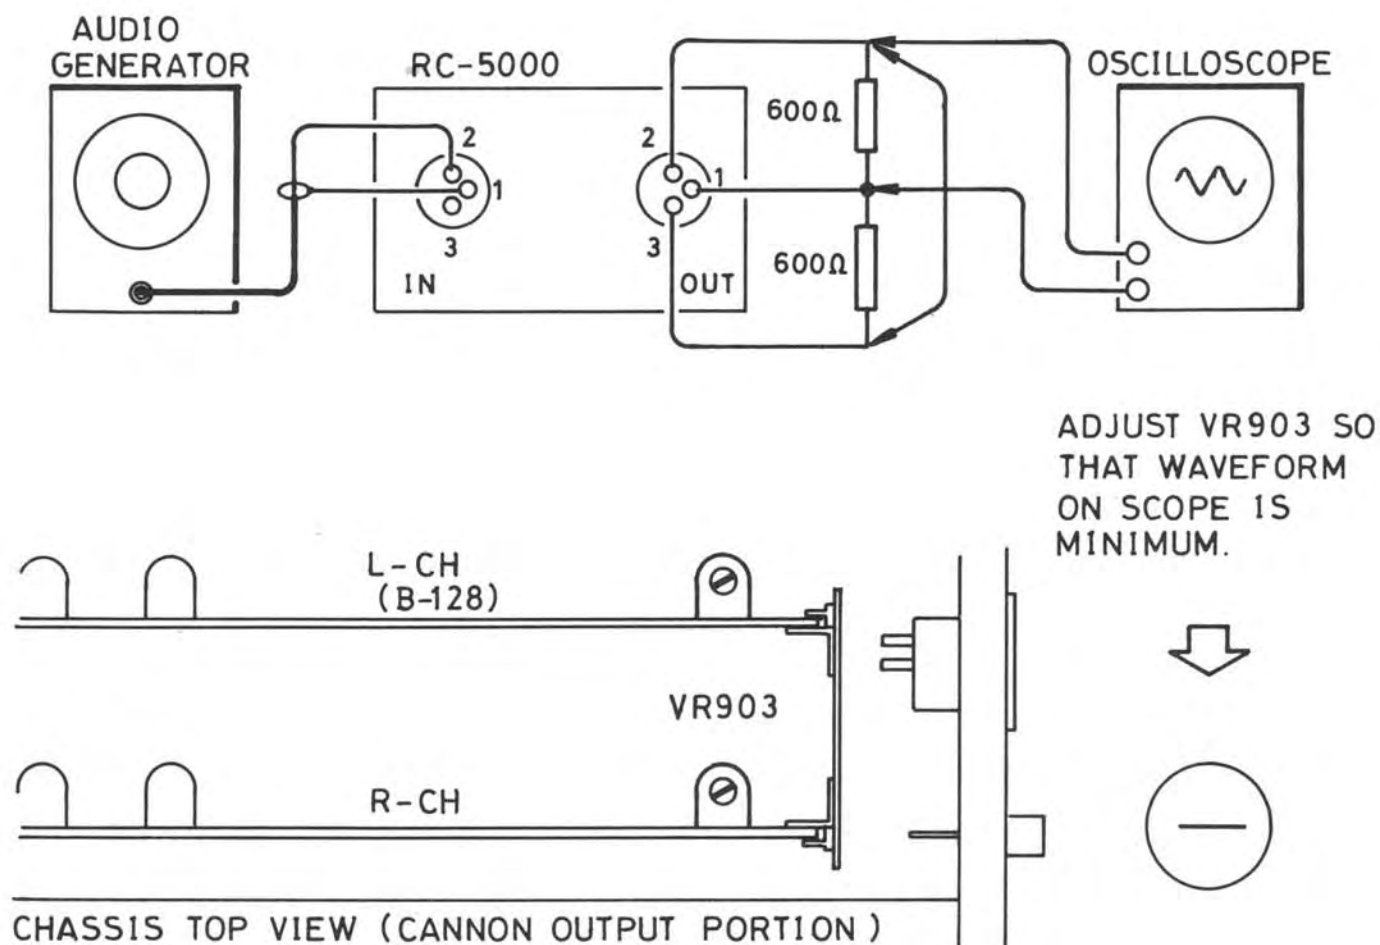 AUDIO
GENERATOR
RC-5000
OSCILLOSCOPE
600Ω
2
2
1
1
3
3
600Ω
IN
OUT
ADJUST VR903 SO
THAT WAVEFORM
ON SCOPE IS
MINIMUM.
L-CH
(B-128)
VR903
R-CH
CHASSIS TOP VIEW (CANNON OUTPUT PORTION)